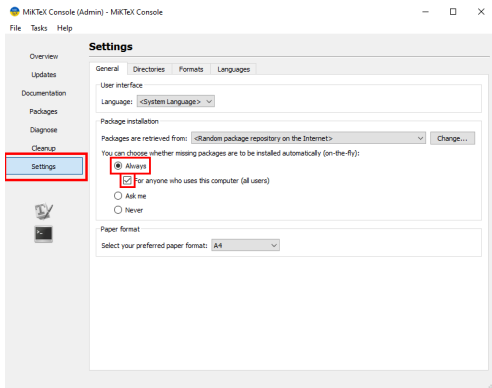 MiKTeX Console (Admin) - MiKTeX Console
File Tasks Help
Overview
Updates
Documentation
Packages
Diagnose
Cleanup
Settings
Settings
General Directories Formats Languages
User interface
Language: <System Language>
Package installation
Packages are retrieved from: <Random package repository on the Internet> Change...
You can choose whether missing packages are to be installed automatically (on-the-fly):
Always
For anyone who uses this computer (all users)
Ask me
Never
Paper format
Select your preferred paper format: A4